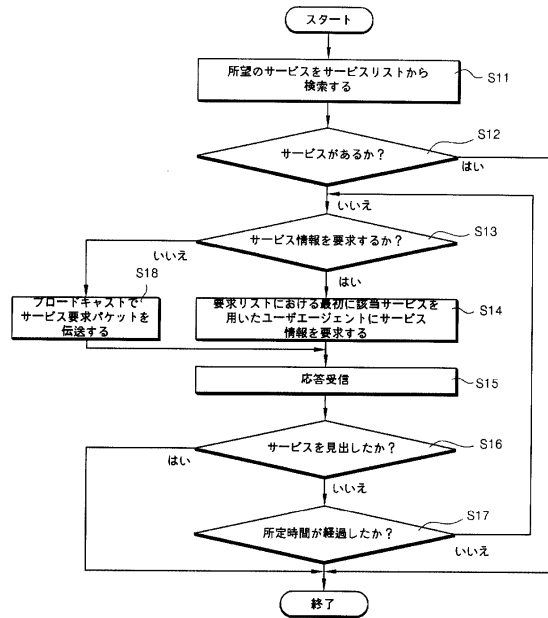 スタート
所望のサービスをサービスリストから
検索する
S11
サービスがあるか?
S12
はい
いいえ
サービス情報を要求するか?
S13
いいえ
はい
S18
ブロードキャストで
サービス要求パケットを
伝送する
要求リストにおける最初に該当サービスを
用いたユーザエージェントにサービス
情報を要求する
S14
応答受信
S15
サービスを見出したか?
S16
はい
いいえ
所定時間が経過したか?
S17
いいえ
終了